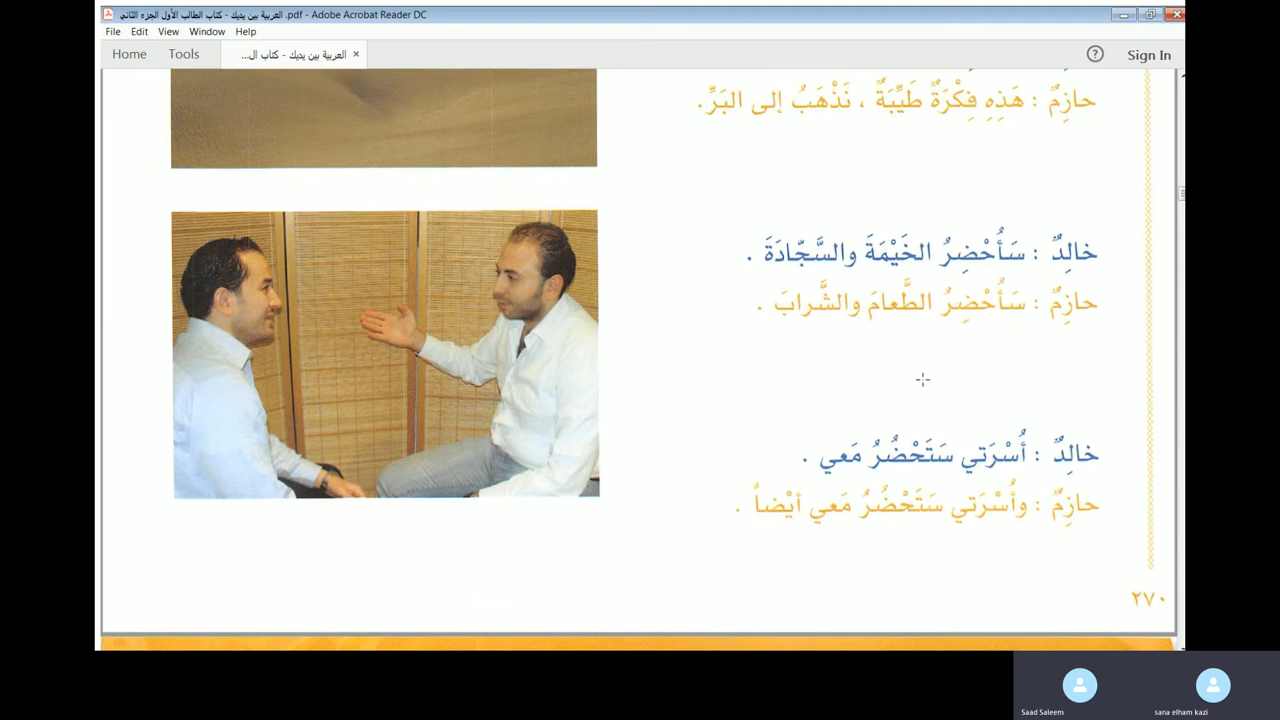 العربية بين يديك - كتاب الطالب الأول الجزء الثاني .pdf - Adobe Acrobat Reader DC
File Edit View Window Help
Home Tools العربية بين يديك - كتاب ال... × Sign In
حازِمٌ : هَذِهِ فِكْرَةٌ طَيِّبَةٌ ، نَذْهَبُ إلى البَرِّ.
خالِدٌ : سَأُحْضِرُ الخَيْمَةَ والسَّجّادَةَ .
حازِمٌ : سَأُحْضِرُ الطَّعامَ والشَّرابَ .
خالِدٌ : أُسْرَتي سَتَحْضُرُ مَعي .
حازِمٌ : وأُسْرَتي سَتَحْضُرُ مَعي أيْضاً .
٢٧٠
Saad Saleem
sana elham kazi